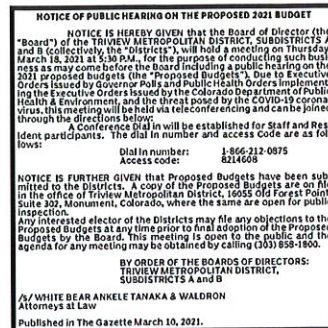 NOTICE OF PUBLIC HEARING ON THE PROPOSED 2021 BUDGET
NOTICE IS HEREBY GIVEN that the Board of Director (the
"Board") of the TRIVIEW METROPOLITAN DISTRICT, SUBDISTRICTS A
and B (collectively, the "Districts"), will hold a meeting on Thursday
March 18, 2021 at 5:30 P.M., for the purpose of conducting such busi
ness as may come before the Board including a public hearing on the
2021 proposed budgets (the "Proposed Budgets"). Due to Executive
Orders issued by Governor Polis and Public Health Orders implement
ing the Executive Orders issued by the Colorado Department of Public
Health & Environment, and the threat posed by the COVID-19 corona
virus, this meeting will be held via teleconferencing and can be joined
through the directions below:
A Conference Dial in will be established for Staff and Res
ident participants. The dial in number and access Code are as fol
lows:
Dial in number: 1-866-212-0875
Access code: 8214608
NOTICE IS FURTHER GIVEN that Proposed Budgets have been sub
mitted to the Districts. A copy of the Proposed Budgets are on file
in the office of Triview Metropolitan District, 16055 Old Forest Point
Suite 302, Monument, Colorado, where the same are open for public
inspection.
Any interested elector of the Districts may file any objections to the
Proposed Budgets at any time prior to final adoption of the Proposed
Budgets by the Board. This meeting is open to the public and the
agenda for any meeting may be obtained by calling (303) 858-1800.
BY ORDER OF THE BOARDS OF DIRECTORS:
TRIVIEW METROPOLITAN DISTRICT,
SUBDISTRICTS A and B
/s/ WHITE BEAR ANKELE TANAKA & WALDRON
Attorneys at Law
Published in The Gazette March 10, 2021.